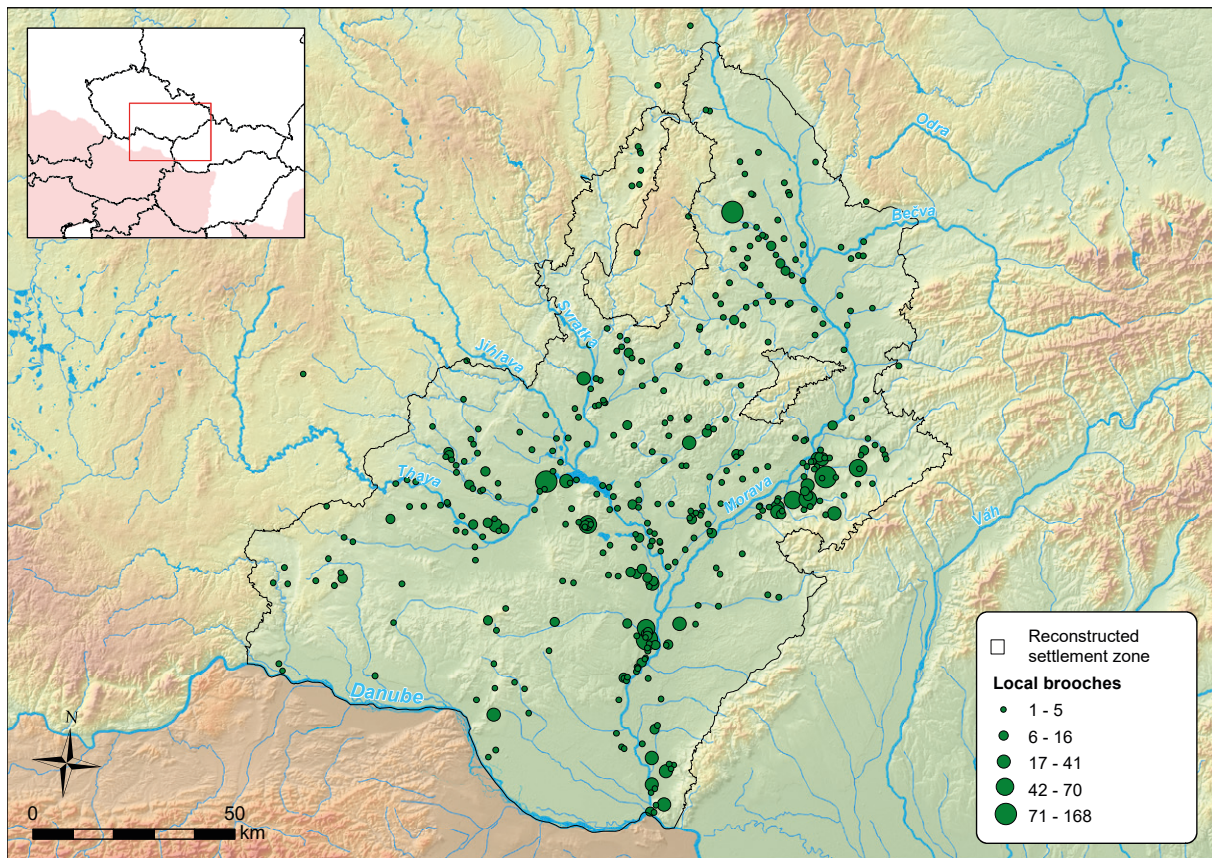 Odra
Bečva
Svratka
Jihlava
Thaya
Morava
Váh
Danube
N
0 50
km
Reconstructed
settlement zone
Local brooches
1 - 5
6 - 16
17 - 41
42 - 70
71 - 168